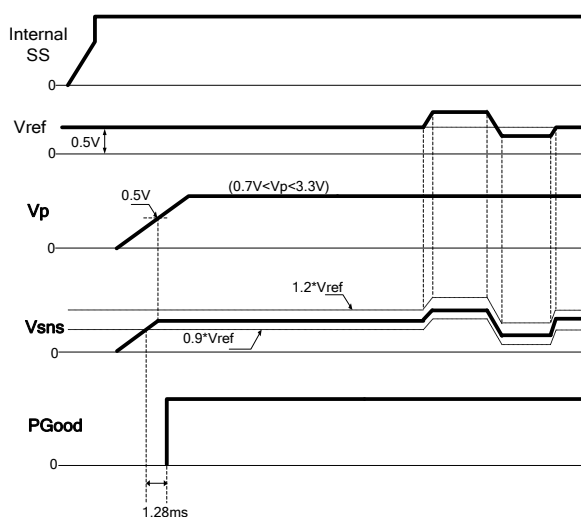 Internal
SS
0
Vref
0.5V
0
(0.7V<Vp<3.3V)
0.5V
Vp
0
1.2*Vref
Vsns
0.9*Vref
0
PGood
0
1.28ms